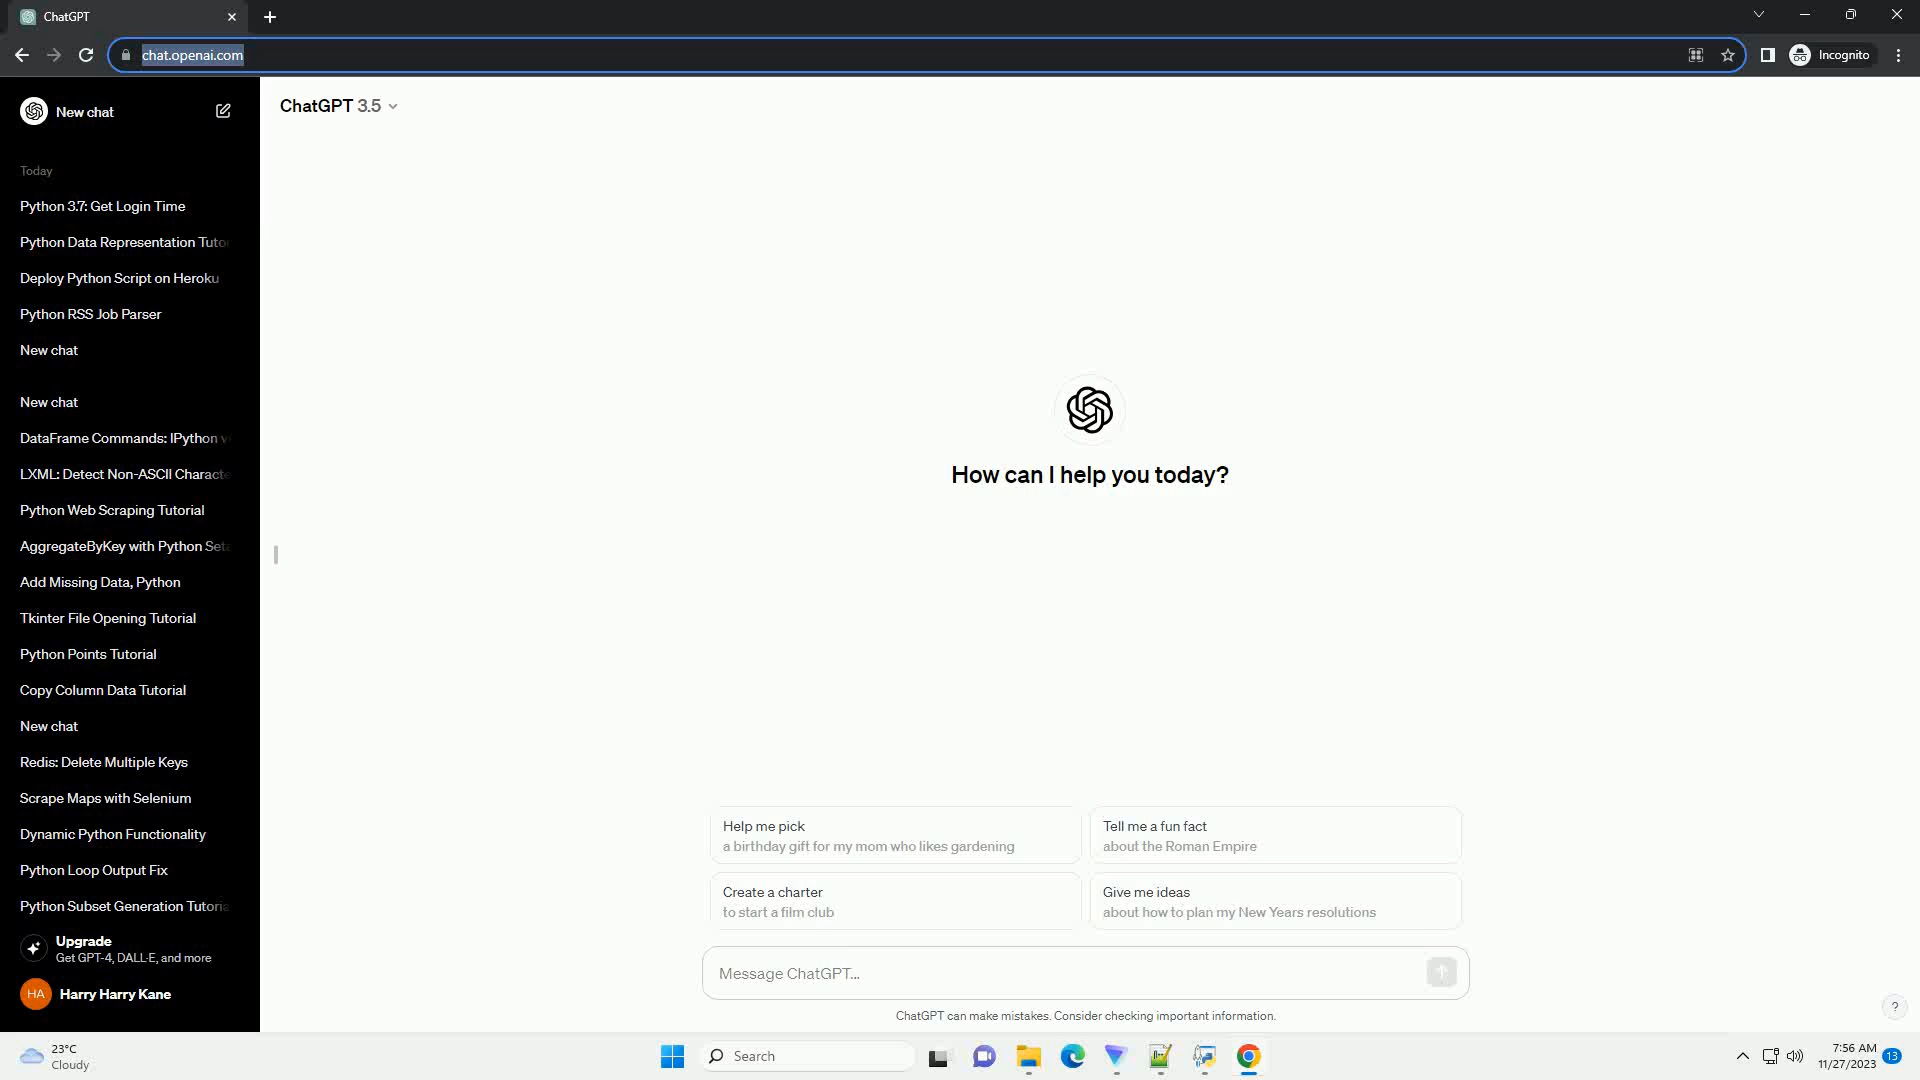 ChatGPT
chat.openai.com
Incognito
New chat
ChatGPT 3.5
Today
Python 3.7: Get Login Time
Python Data Representation Tuto
Deploy Python Script on Heroku
Python RSS Job Parser
New chat
New chat
DataFrame Commands: IPython v
LXML: Detect Non-ASCII Characte
Python Web Scraping Tutorial
AggregateByKey with Python Set
Add Missing Data, Python
Tkinter File Opening Tutorial
Python Points Tutorial
Copy Column Data Tutorial
New chat
Redis: Delete Multiple Keys
Scrape Maps with Selenium
Dynamic Python Functionality
Python Loop Output Fix
Python Subset Generation Tutoria
Upgrade
Get GPT-4, DALL·E, and more
HA
Harry Harry Kane
How can I help you today?
Help me pick
a birthday gift for my mom who likes gardening
Tell me a fun fact
about the Roman Empire
Create a charter
to start a film club
Give me ideas
about how to plan my New Years resolutions
Message ChatGPT...
ChatGPT can make mistakes. Consider checking important information.
?
23°C
Cloudy
Search
7:56 AM
11/27/2023
13